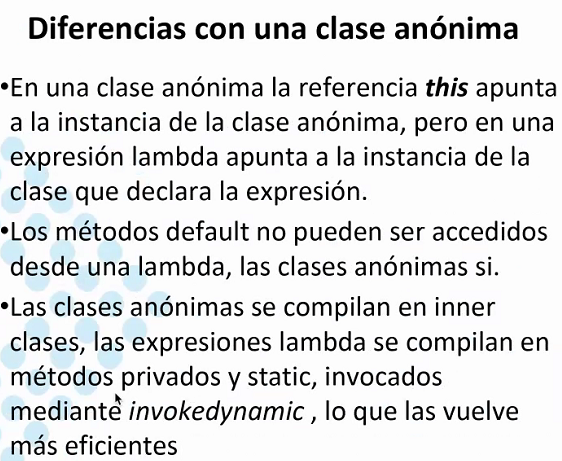 Diferencias con una clase anónima
•En una clase anónima la referencia this apunta
a la instancia de la clase anónima, pero en una
expresión lambda apunta a la instancia de la
clase que declara la expresión.
•Los métodos default no pueden ser accedidos
desde una lambda, las clases anónimas si.
•Las clases anónimas se compilan en inner
clases, las expresiones lambda se compilan en
métodos privados y static, invocados
mediante invokedynamic , lo que las vuelve
más eficientes